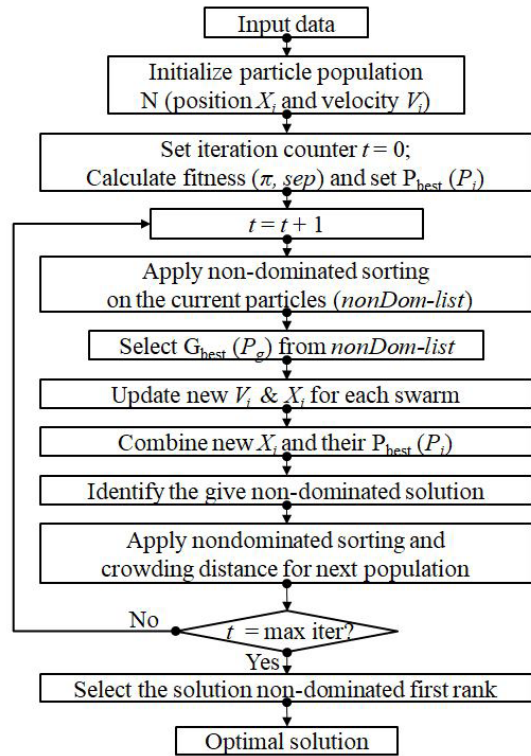 Input data
Initialize particle population
N (position Xi and velocity Vi)
Set iteration counter t = 0;
Calculate fitness (π, sep) and set Pbest (Pi)
t = t + 1
Apply non-dominated sorting
on the current particles (nonDom-list)
Select Gbest (Pg) from nonDom-list
Update new Vi & Xi for each swarm
Combine new Xi and their Pbest (Pi)
Identify the give non-dominated solution
Apply nondominated sorting and
crowding distance for next population
No
t = max iter?
Yes
Select the solution non-dominated first rank
Optimal solution